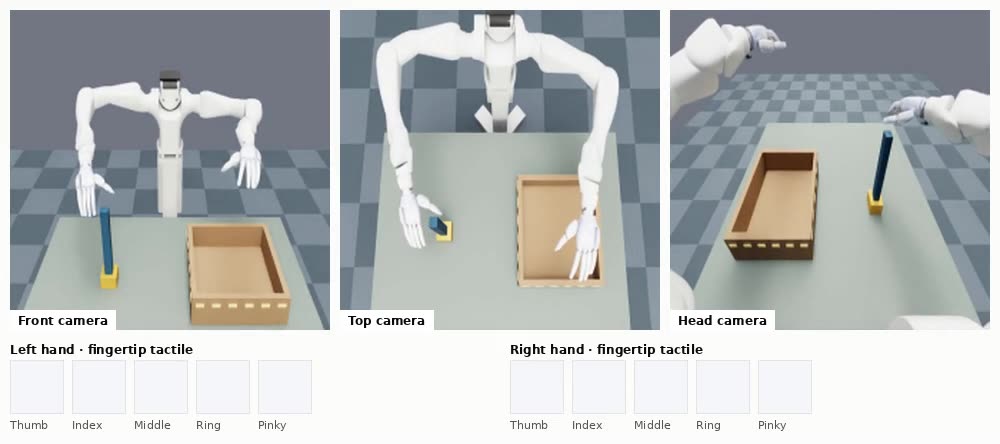 Front camera
Top camera
Head camera
Left hand · fingertip tactile
Right hand · fingertip tactile
Thumb
Index
Middle
Ring
Pinky
Thumb
Index
Middle
Ring
Pinky